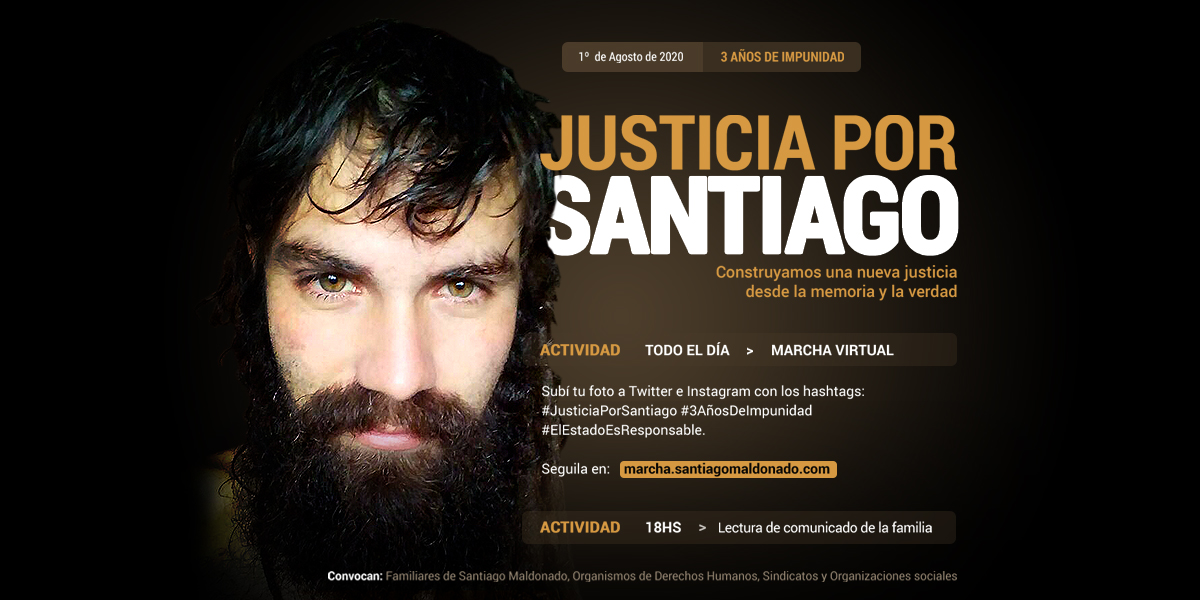 1º de Agosto de 2020 3 AÑOS DE IMPUNIDAD
JUSTICIA POR
SANTIAGO
Construyamos una nueva justicia
desde la memoria y la verdad
ACTIVIDAD TODO EL DÍA > MARCHA VIRTUAL
Subí tu foto a Twitter e Instagram con los hashtags:
#JusticiaPorSantiago #3AñosDeImpunidad
#ElEstadoEsResponsable.
Seguila en: marcha.santiagomaldonado.com
ACTIVIDAD 18HS > Lectura de comunicado de la familia
Convocan: Familiares de Santiago Maldonado, Organismos de Derechos Humanos, Sindicatos y Organizaciones sociales